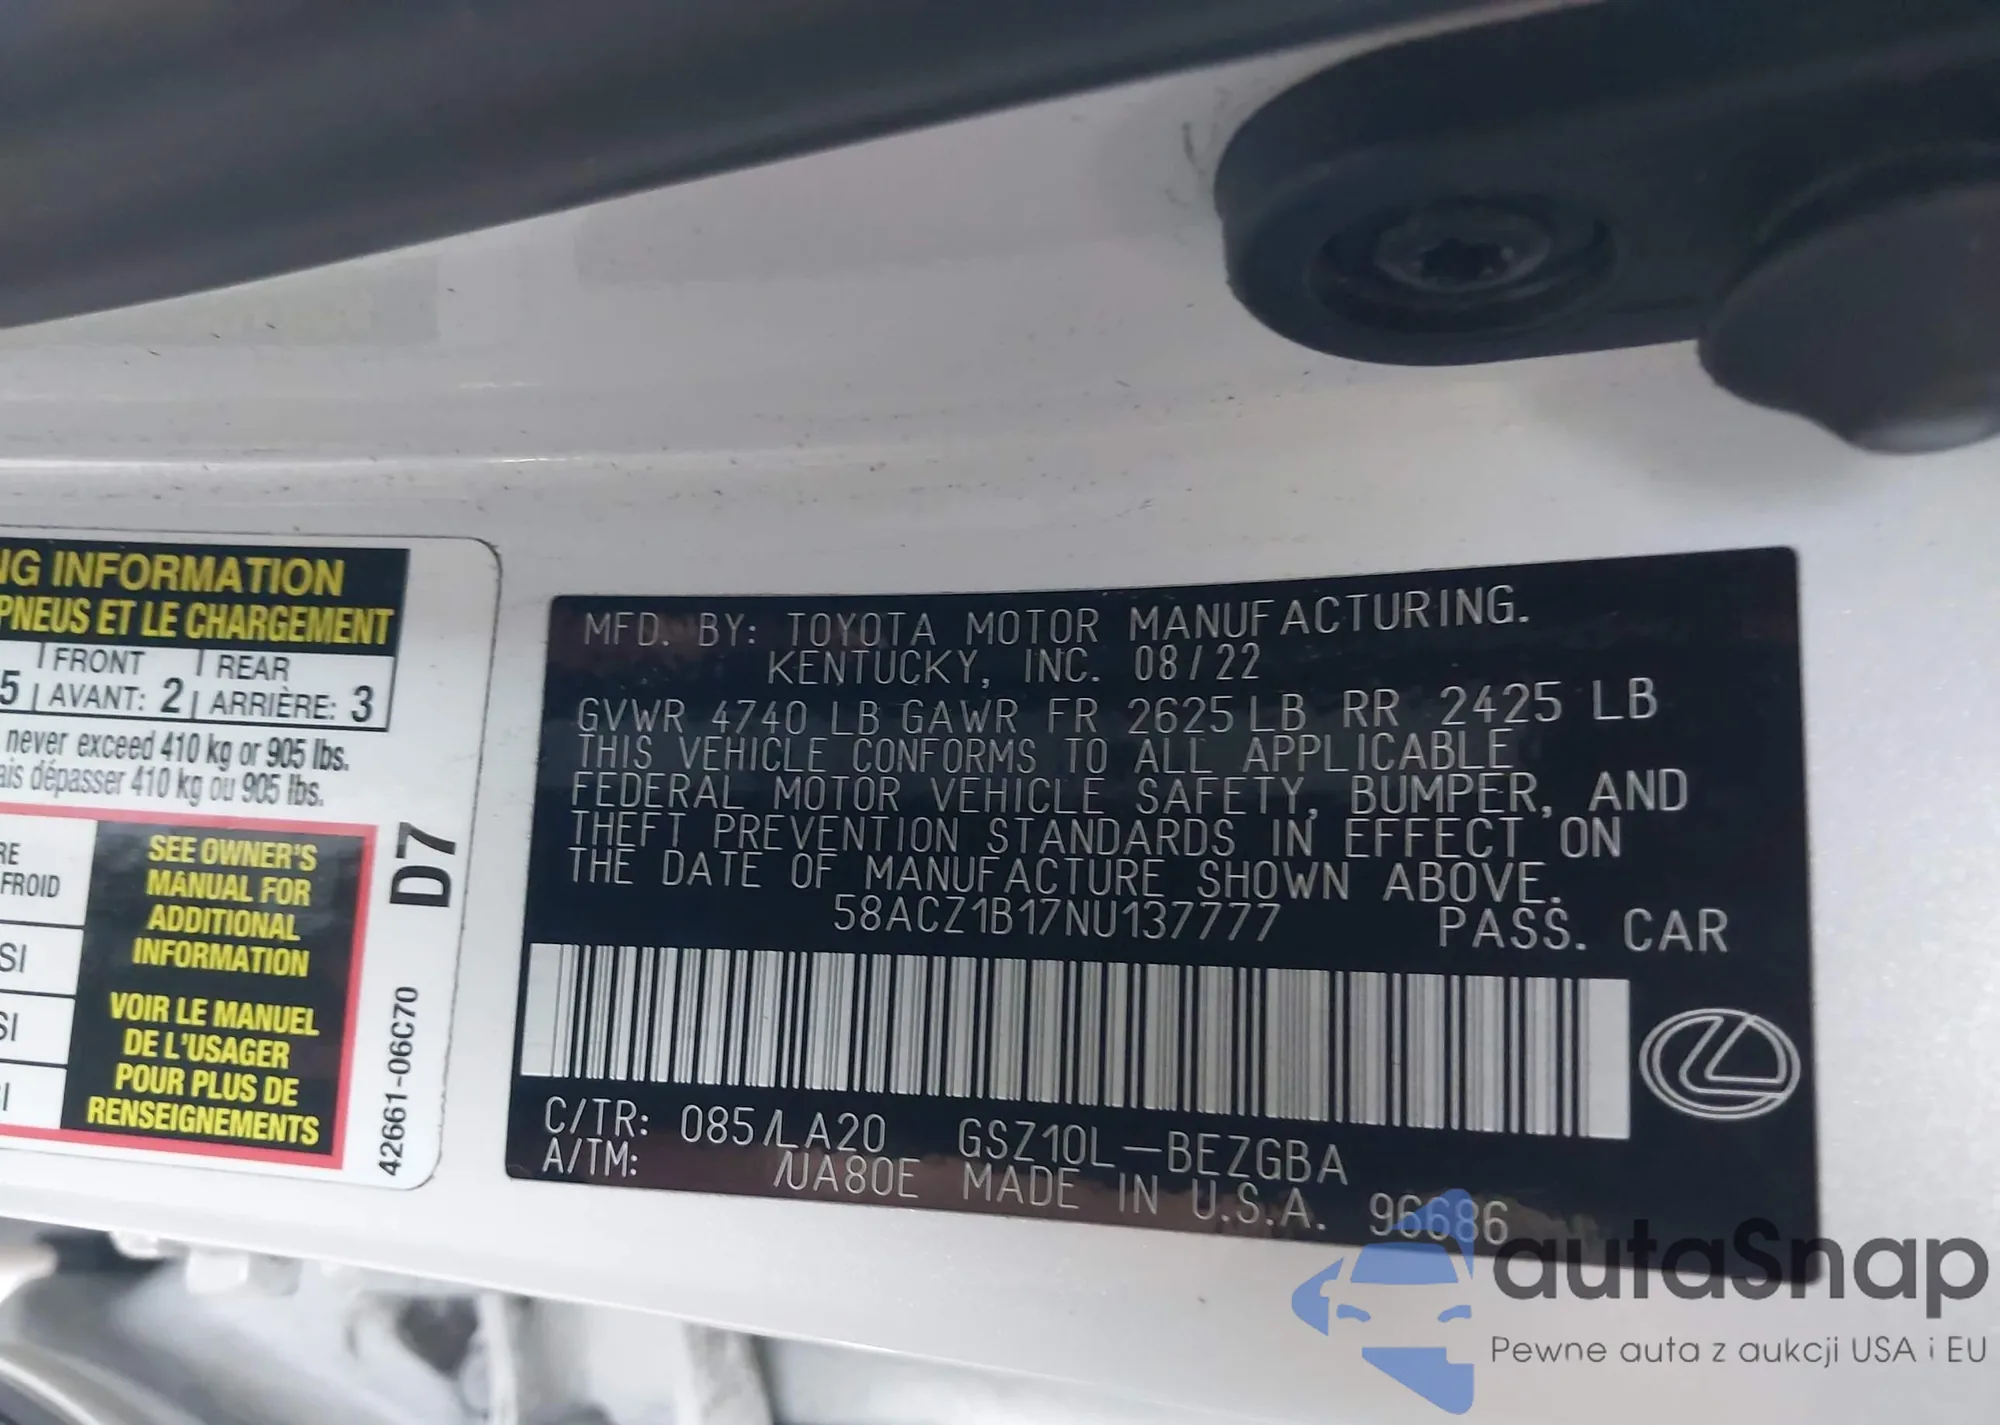 NG INFORMATION
PNEUS ET LE CHARGEMENT
FRONT REAR
5 AVANT: 2 ARRIÈRE: 3
never exceed 410 kg or 905 lbs.
ais dépasser 410 kg ou 905 lbs.
RE
FROID
SI
SI
SEE OWNER'S
MANUAL FOR
ADDITIONAL
INFORMATION
VOIR LE MANUEL
DE L'USAGER
POUR PLUS DE
RENSEIGNEMENTS
D7
42661-06C70
MFD. BY: TOYOTA MOTOR MANUFACTURING.
KENTUCKY, INC. 08/22
GVWR 4740 LB GAWR FR 2625 LB RR 2425 LB
THIS VEHICLE CONFORMS TO ALL APPLICABLE
FEDERAL MOTOR VEHICLE SAFETY, BUMPER, AND
THEFT PREVENTION STANDARDS IN EFFECT ON
THE DATE OF MANUFACTURE SHOWN ABOVE.
58ACZ1B17NU137777 PASS. CAR
C/TR: 085/LA20 GSZ10L-BEZGBA
A/TM: /UA80E MADE IN U.S.A. 96686
autaSnap
Pewne auta z aukcji USA i EU